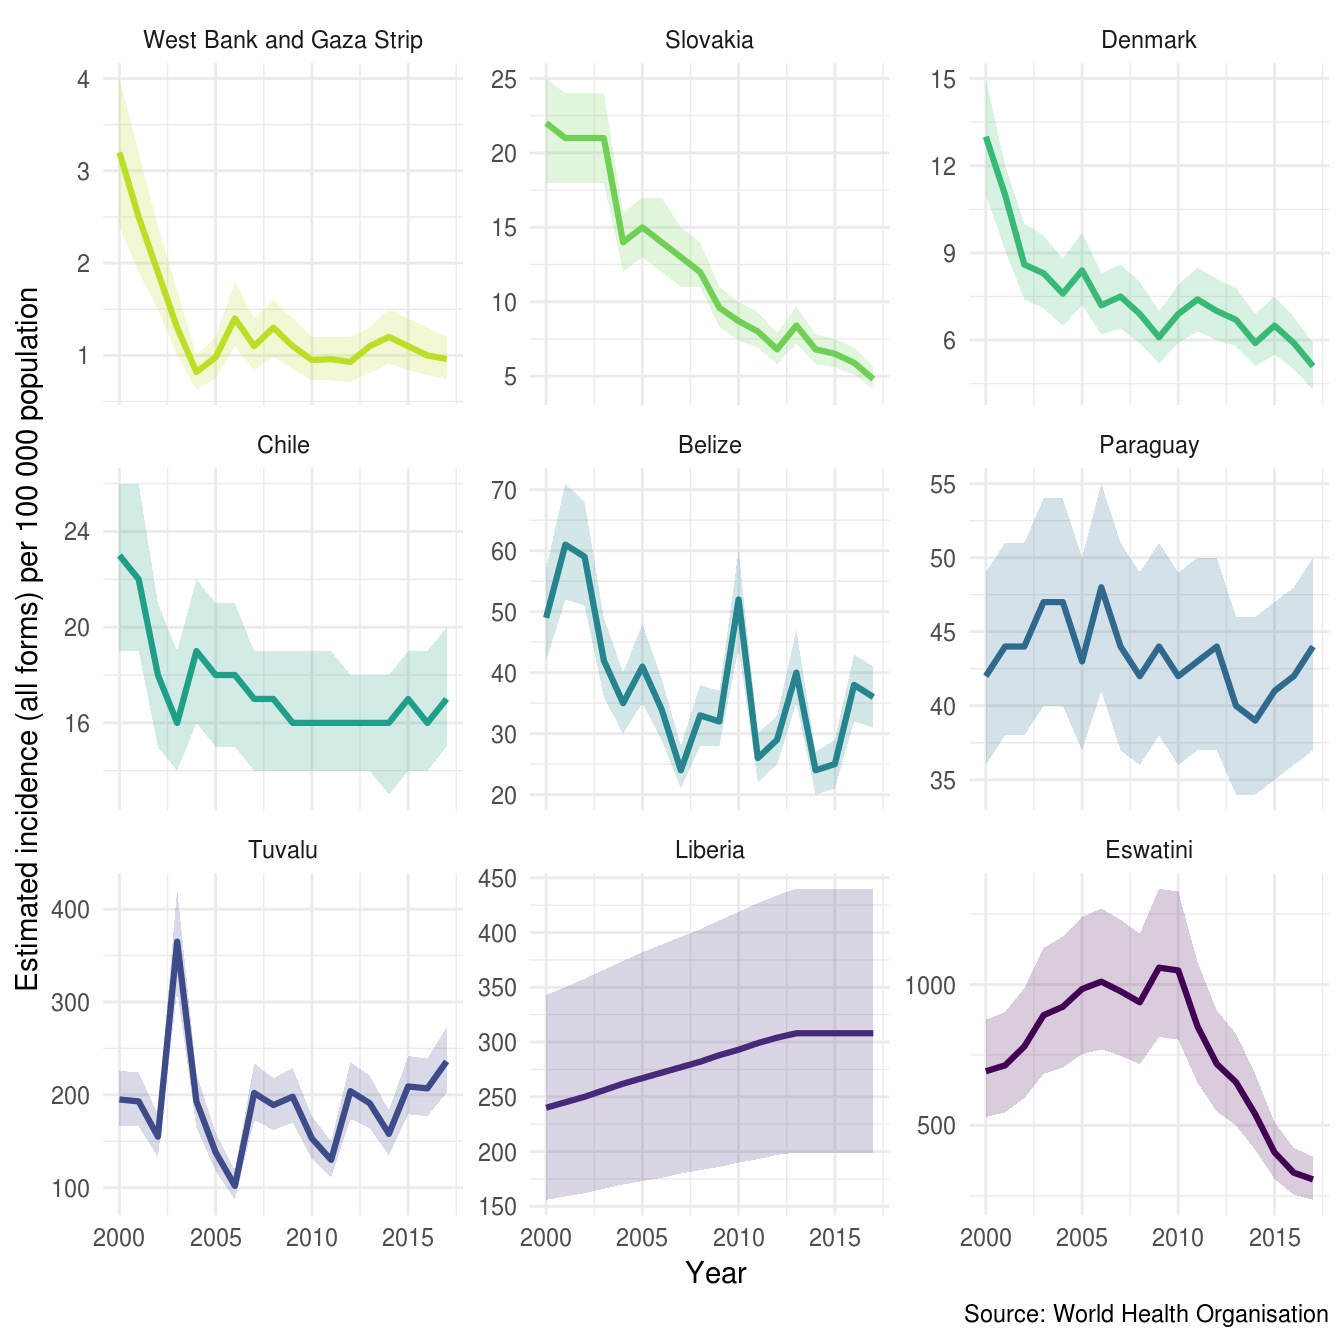 West Bank and Gaza Strip
Slovakia
Denmark
4
3
2
1
25
20
15
10
5
15
12
9
6
Chile
Belize
Paraguay
24
20
16
70
60
50
40
30
20
55
50
45
40
35
Tuvalu
Liberia
Eswatini
400
300
200
100
450
400
350
300
250
200
150
1000
500
2000 2005 2010 2015
2000 2005 2010 2015
2000 2005 2010 2015
Estimated incidence (all forms) per 100 000 population
Year
Source: World Health Organisation